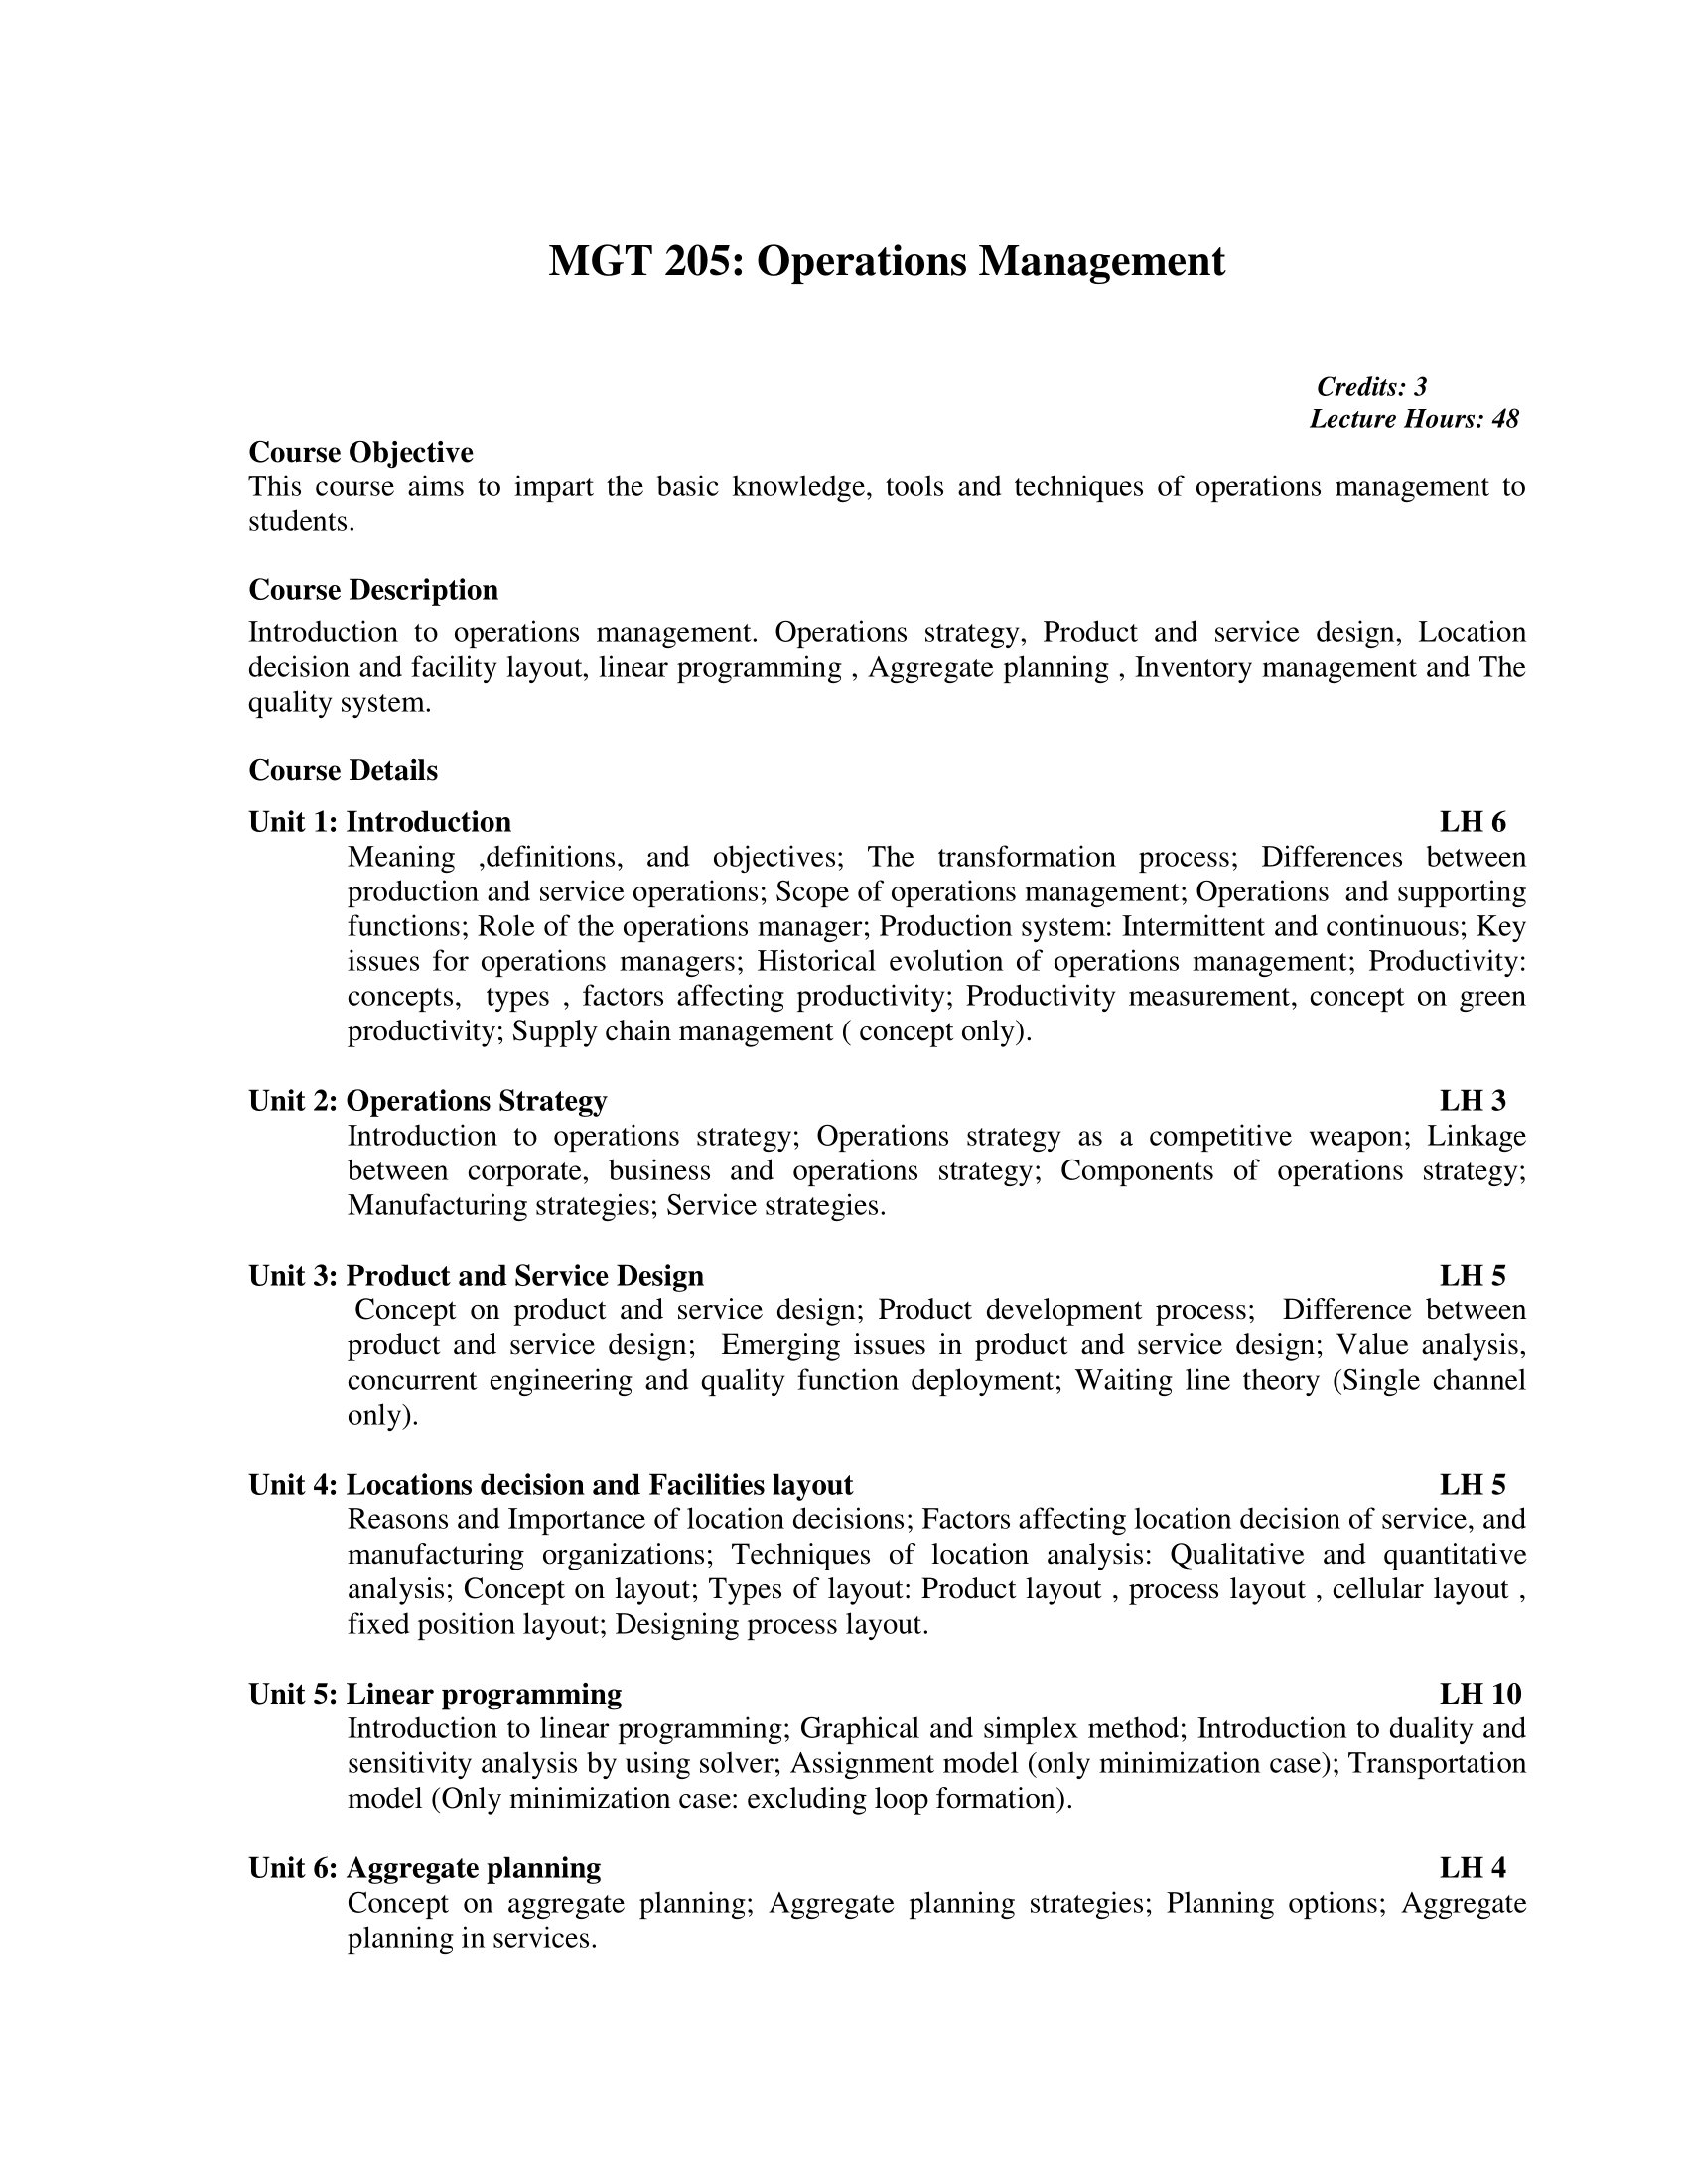 MGT 205: Operations Management
Credits: 3
Lecture Hours: 48
Course Objective
This course aims to impart the basic knowledge, tools and techniques of operations management to
students.
Course Description
Introduction to operations management. Operations strategy, Product and service design, Location
decision and facility layout, linear programming , Aggregate planning , Inventory management and The
quality system.
Course Details
Unit 1: Introduction LH 6
Meaning ,definitions, and objectives; The transformation process; Differences between
production and service operations; Scope of operations management; Operations and supporting
functions; Role of the operations manager; Production system: Intermittent and continuous; Key
issues for operations managers; Historical evolution of operations management; Productivity:
concepts, types , factors affecting productivity; Productivity measurement, concept on green
productivity; Supply chain management ( concept only).
Unit 2: Operations Strategy LH 3
Introduction to operations strategy; Operations strategy as a competitive weapon; Linkage
between corporate, business and operations strategy; Components of operations strategy;
Manufacturing strategies; Service strategies.
Unit 3: Product and Service Design LH 5
Concept on product and service design; Product development process; Difference between
product and service design; Emerging issues in product and service design; Value analysis,
concurrent engineering and quality function deployment; Waiting line theory (Single channel
only).
Unit 4: Locations decision and Facilities layout LH 5
Reasons and Importance of location decisions; Factors affecting location decision of service, and
manufacturing organizations; Techniques of location analysis: Qualitative and quantitative
analysis; Concept on layout; Types of layout: Product layout , process layout , cellular layout ,
fixed position layout; Designing process layout.
Unit 5: Linear programming LH 10
Introduction to linear programming; Graphical and simplex method; Introduction to duality and
sensitivity analysis by using solver; Assignment model (only minimization case); Transportation
model (Only minimization case: excluding loop formation).
Unit 6: Aggregate planning LH 4
Concept on aggregate planning; Aggregate planning strategies; Planning options; Aggregate
planning in services.